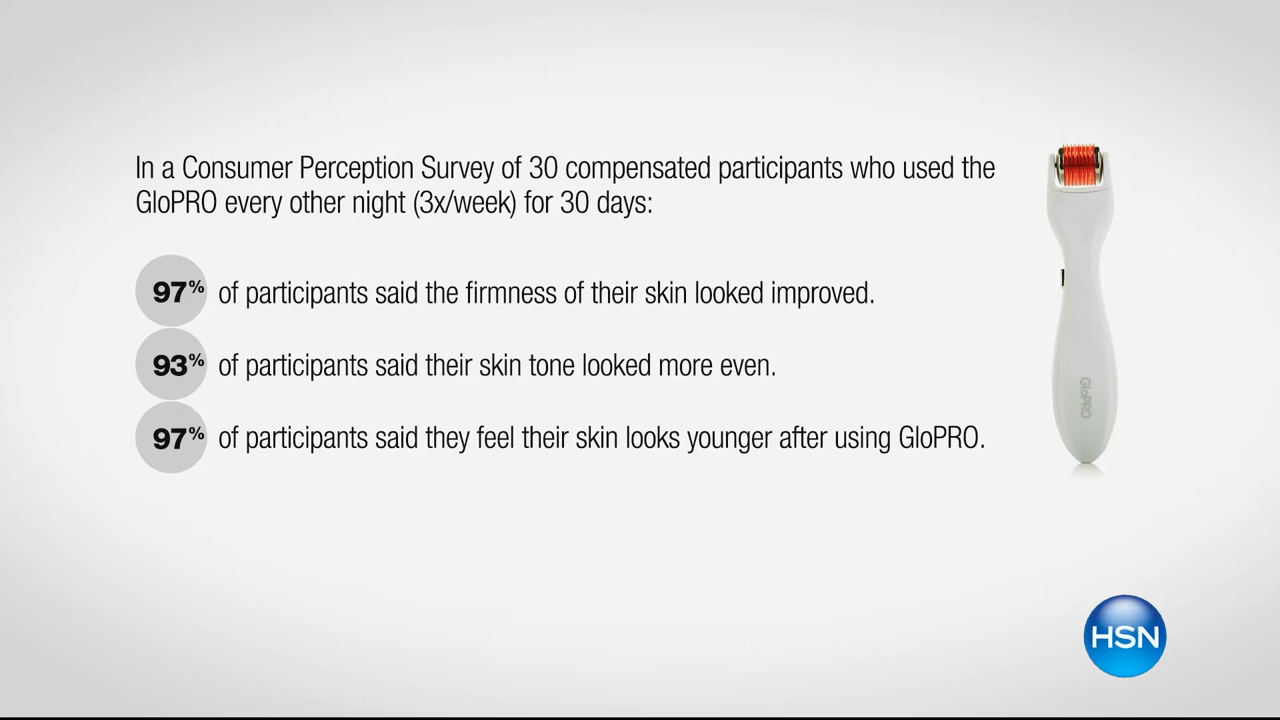 In a Consumer Perception Survey of 30 compensated participants who used the
GloPRO every other night (3x/week) for 30 days:
97% of participants said the firmness of their skin looked improved.
93% of participants said their skin tone looked more even.
97% of participants said they feel their skin looks younger after using GloPRO.
GloPRO
HSN